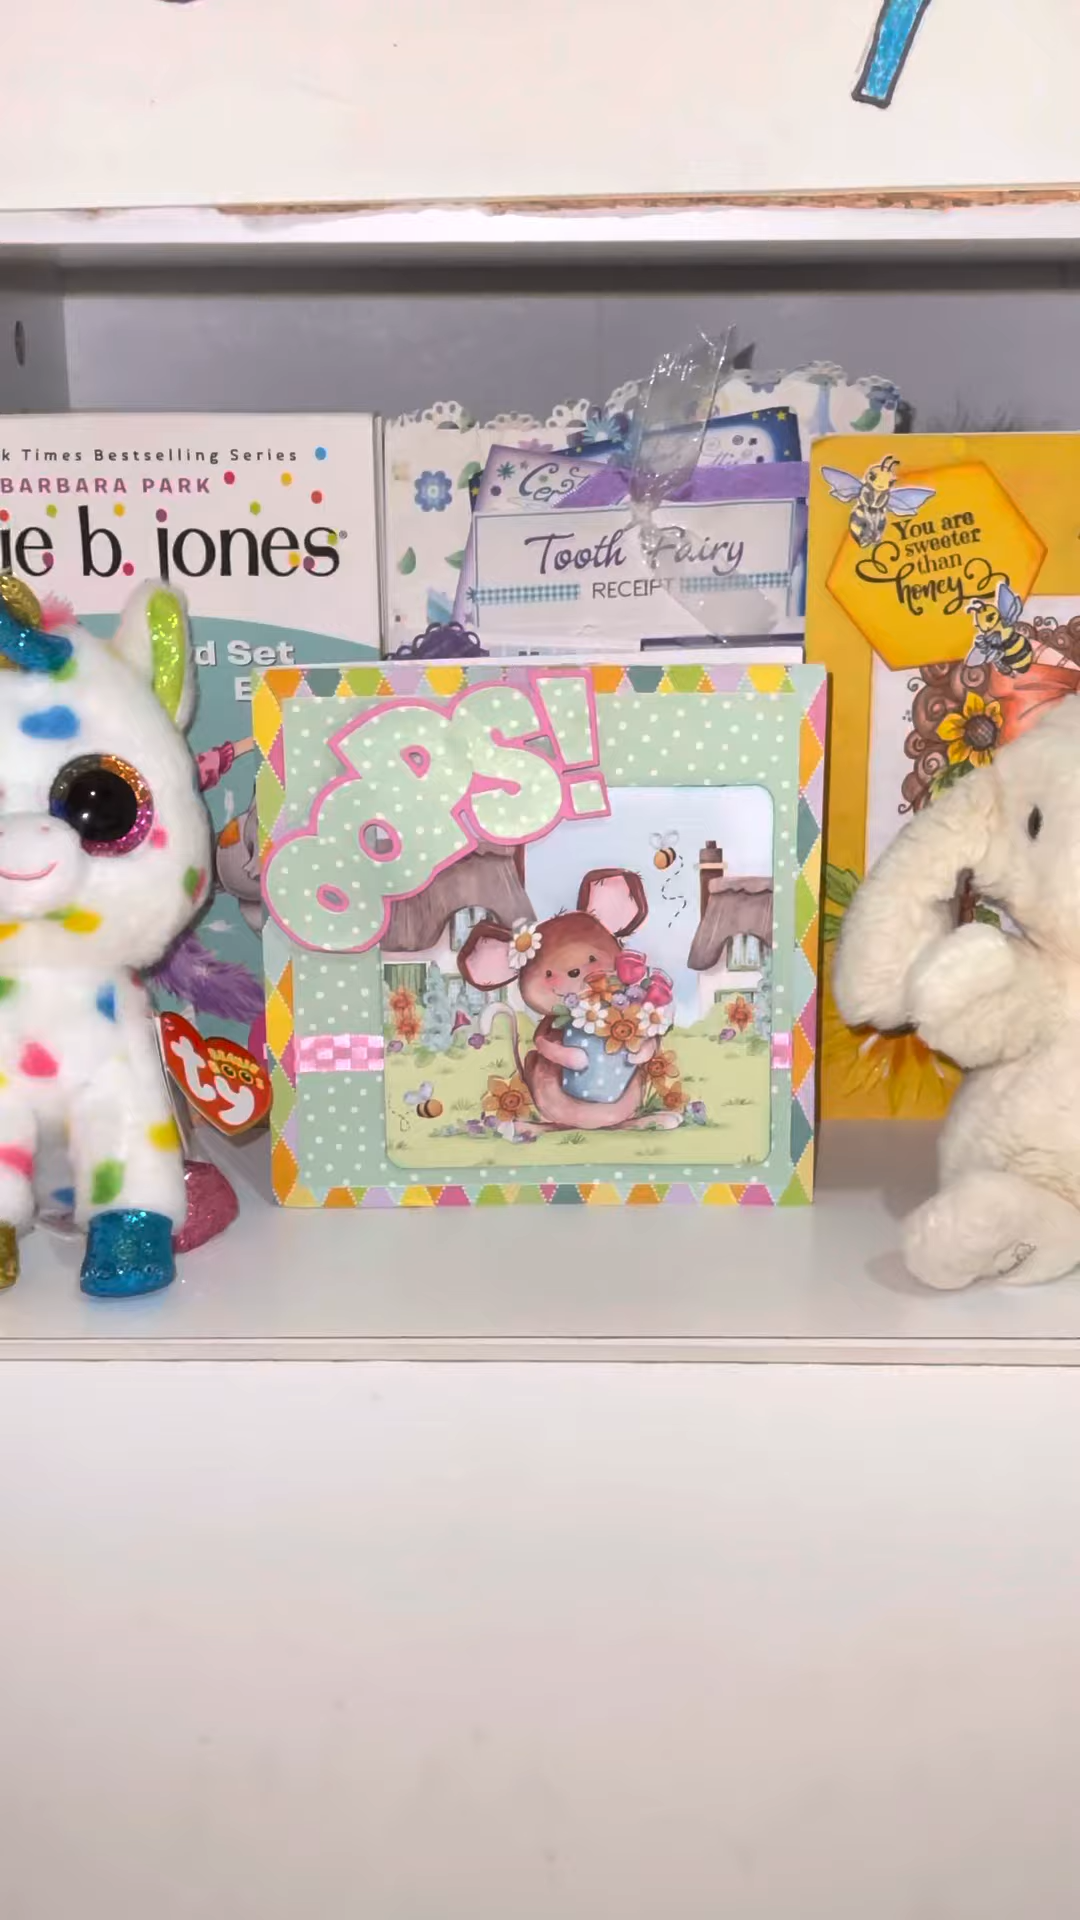 k Times Bestselling Series
BARBARA PARK
ie b. jones®
d Set
E
Tooth Fairy
RECEIPT
You are
sweeter
than
honey
OOPS!
ty